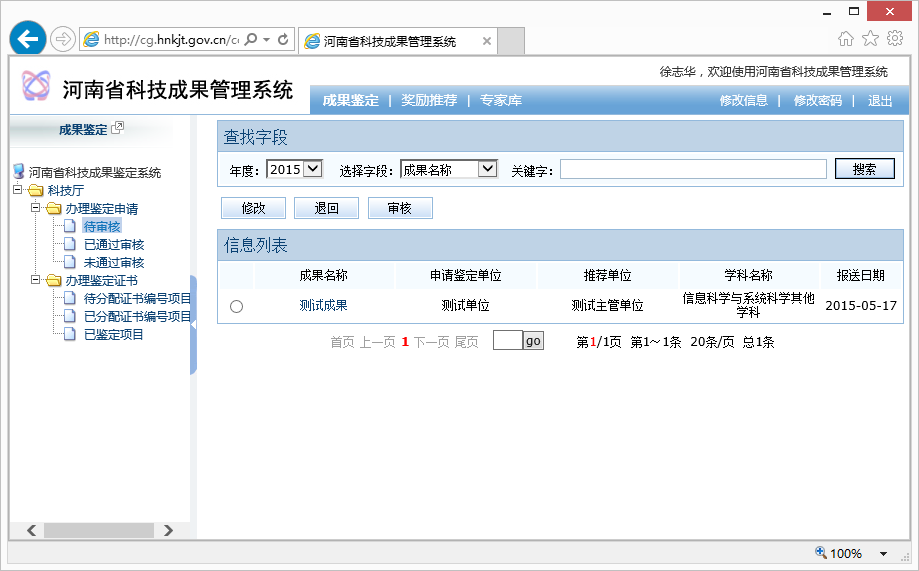 http://cg.hnkjt.gov.cn/c
河南省科技成果管理系统
徐志华，欢迎使用河南省科技成果管理系统
河南省科技成果管理系统
成果鉴定 | 奖励推荐 | 专家库
修改信息 | 修改密码 | 退出
成果鉴定
河南省科技成果鉴定系统
科技厅
办理鉴定申请
待审核
已通过审核
未通过审核
办理鉴定证书
待分配证书编号项目
已分配证书编号项目
已鉴定项目
查找字段
年度： 2015 选择字段： 成果名称 关键字： 搜索
修改 退回 审核
信息列表
成果名称 申请鉴定单位 推荐单位 学科名称 报送日期
测试成果 测试单位 测试主管单位 信息科学与系统科学其他学科 2015-05-17
首页 上一页 1 下一页 尾页 go 第1/1页 第1～1条 20条/页 总1条
100%